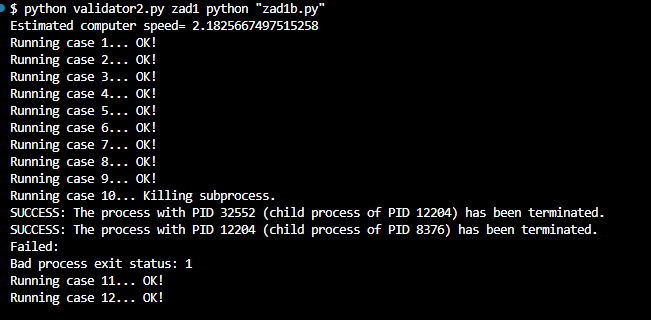 $ python validator2.py zad1 python "zad1b.py"
Estimated computer speed= 2.1825667497515258
Running case 1... OK!
Running case 2... OK!
Running case 3... OK!
Running case 4... OK!
Running case 5... OK!
Running case 6... OK!
Running case 7... OK!
Running case 8... OK!
Running case 9... OK!
Running case 10... Killing subprocess.
SUCCESS: The process with PID 32552 (child process of PID 12204) has been terminated.
SUCCESS: The process with PID 12204 (child process of PID 8376) has been terminated.
Failed:
Bad process exit status: 1
Running case 11... OK!
Running case 12... OK!